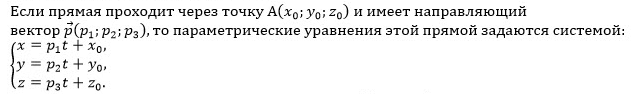 Если прямая проходит через точку A(x₀; y₀; z₀) и имеет направляющий
вектор p⃗(p₁; p₂; p₃), то параметрические уравнения этой прямой задаются системой:
{x = p₁t + x₀,
y = p₂t + y₀,
z = p₃t + z₀.